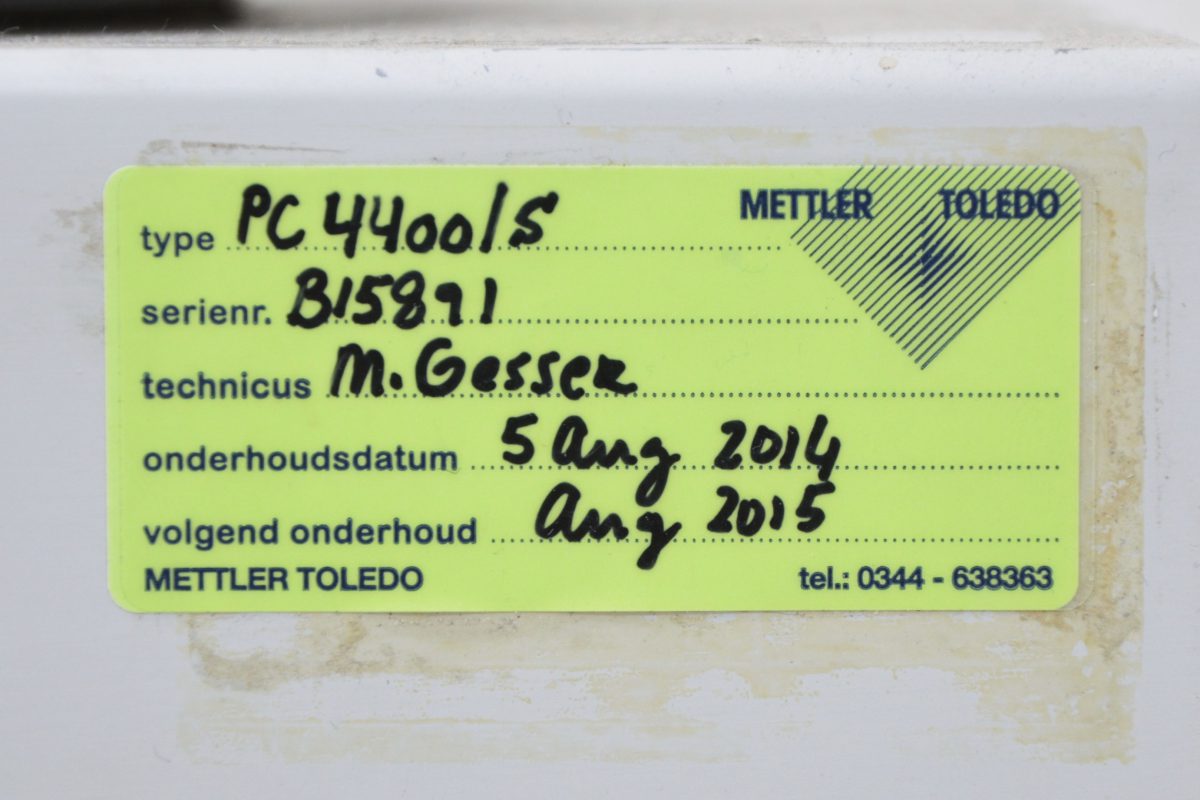 METTLER TOLEDO
type PC 4400/S
serienr. B15891
technicus M. Gesser
onderhoudsdatum 5 Aug 2014
volgend onderhoud Aug 2015
METTLER TOLEDO tel.: 0344 - 638363